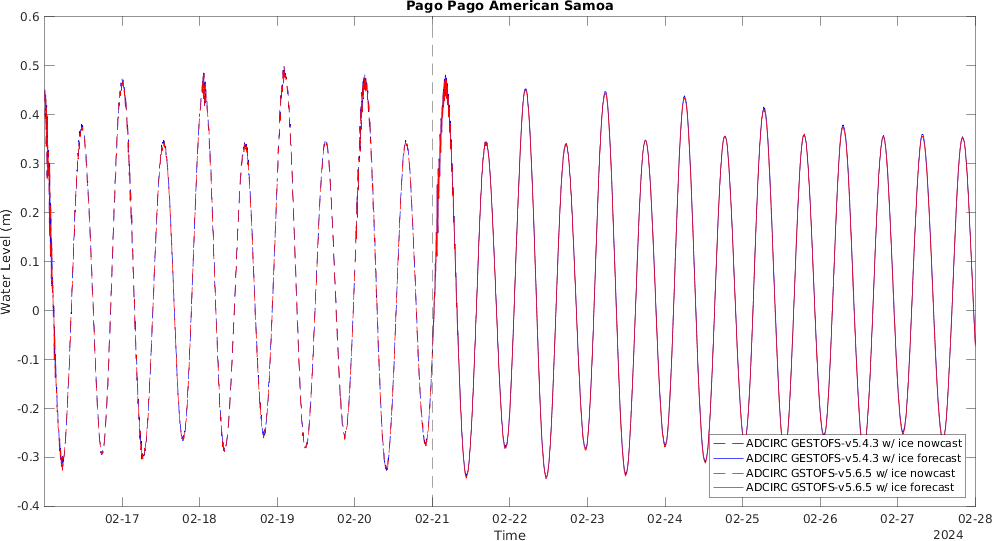 Pago Pago American Samoa
0.6
0.5
0.4
0.3
0.2
0.1
0
-0.1
-0.2
-0.3
-0.4
Water Level (m)
ADCIRC GESTOFS-v5.4.3 w/ ice nowcast
ADCIRC GESTOFS-v5.4.3 w/ ice forecast
ADCIRC GSTOFS-v5.6.5 w/ ice nowcast
ADCIRC GSTOFS-v5.6.5 w/ ice forecast
02-17 02-18 02-19 02-20 02-21 02-22 02-23 02-24 02-25 02-26 02-27 02-28
Time
2024